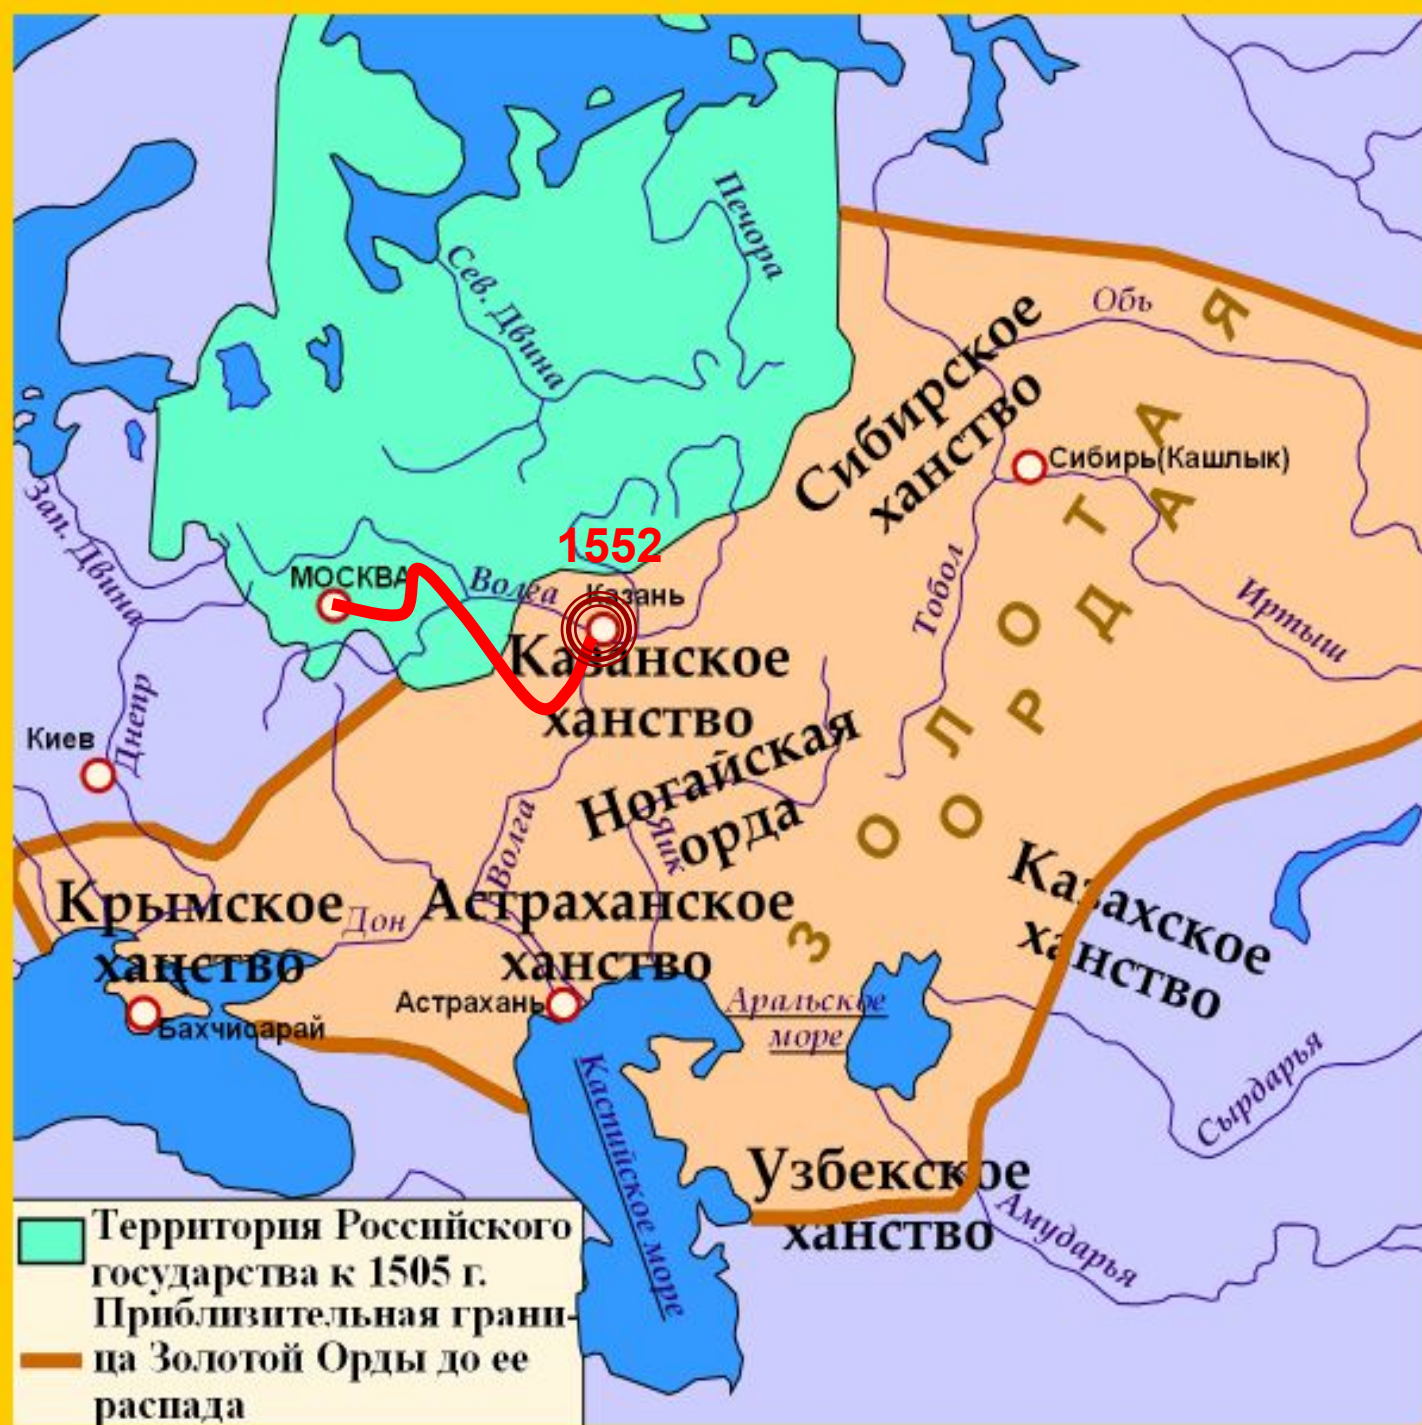 Печора
Сев. Двина
Обь
Сибирское
ханство
Сибирь(Кашлык)
Зап. Двина
1552
МОСКВА
Волга
Казань
Тобол
Иртыш
Казанское
ханство
Киев
Днепр
Ногайская
орда
ЗОЛОТАЯ
ОРДА
Волга
Яик
Казахское
ханство
Крымское
ханство
Дон
Астраханское
ханство
Астрахань
Бахчисарай
Аральское
море
Каспийское море
Сырдарья
Узбекское
ханство
Амударья
Территория Российского
государства к 1505 г.
Приблизительная грани-
ца Золотой Орды до ее
распада